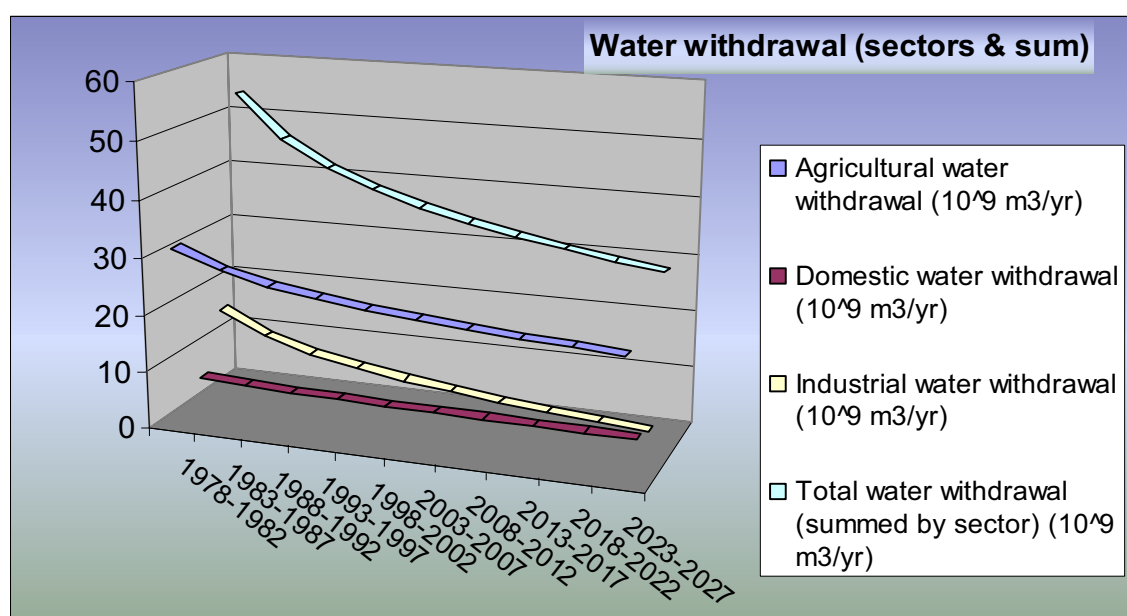 Water withdrawal (sectors & sum)
60
50
40
30
20
10
0
1978-1982
1983-1987
1988-1992
1993-1997
1998-2002
2003-2007
2008-2012
2013-2017
2018-2022
2023-2027
Agricultural water
withdrawal (10^9 m3/yr)
Domestic water withdrawal
(10^9 m3/yr)
Industrial water withdrawal
(10^9 m3/yr)
Total water withdrawal
(summed by sector) (10^9
m3/yr)